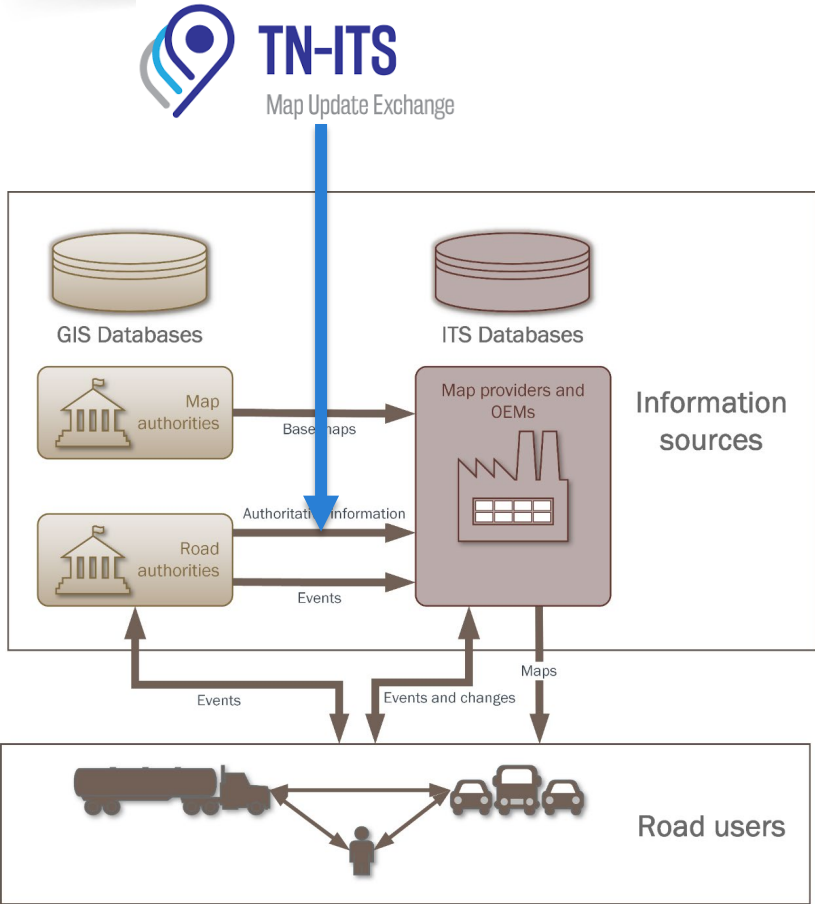 TN-ITS
Map Update Exchange
GIS Databases
ITS Databases
Map
authorities
Base maps
Map providers and
OEMs
Information
sources
Authoritative information
Road
authorities
Events
Maps
Events
Events and changes
Road users